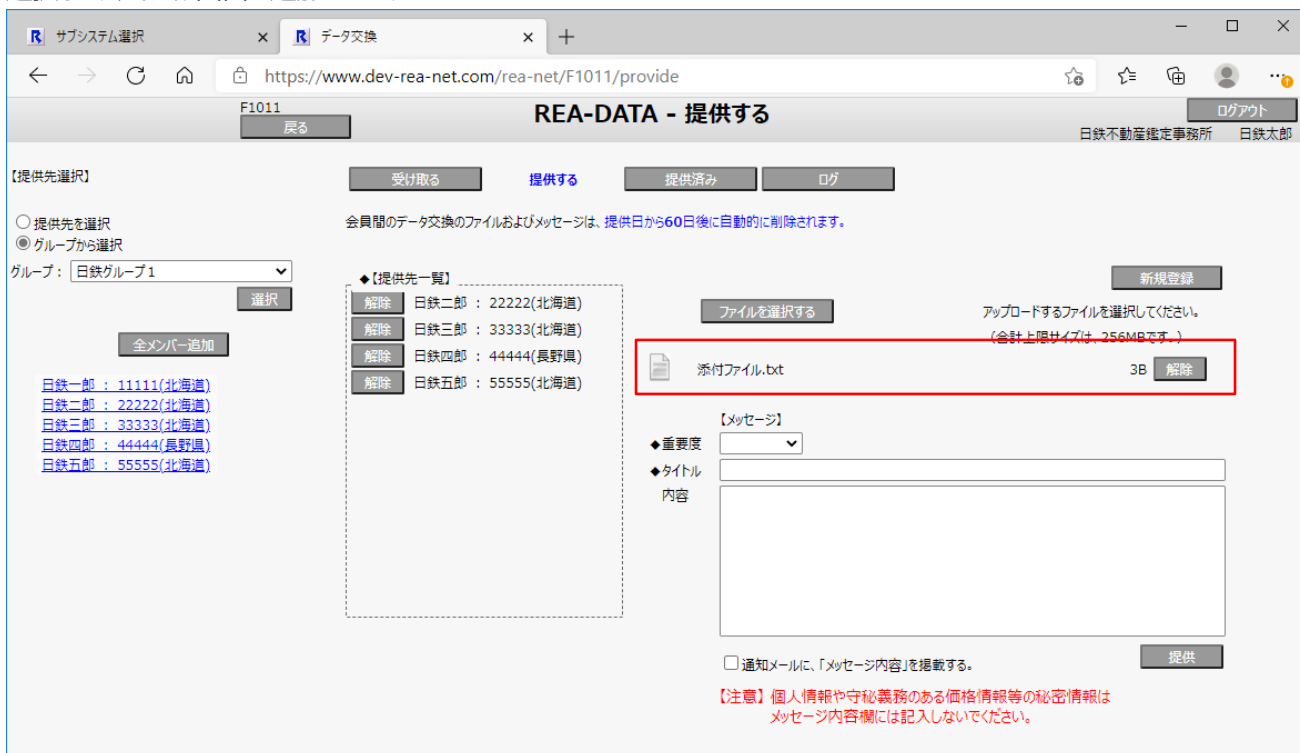 サブシステム選択
データ交換
https://www.dev-rea-net.com/rea-net/F1011/provide
F1011
戻る
REA-DATA - 提供する
ログアウト
日鉄不動産鑑定事務所 日鉄太郎
【提供先選択】
受け取る 提供する 提供済み ログ
提供先を選択
グループから選択
会員間のデータ交換のファイルおよびメッセージは、提供日から60日後に自動的に削除されます。
グループ： 日鉄グループ1
選択
全メンバー追加
日鉄一郎 ： 11111(北海道)
日鉄二郎 ： 22222(北海道)
日鉄三郎 ： 33333(北海道)
日鉄四郎 ： 44444(長野県)
日鉄五郎 ： 55555(北海道)
◆【提供先一覧】
解除 日鉄二郎 ： 22222(北海道)
解除 日鉄三郎 ： 33333(北海道)
解除 日鉄四郎 ： 44444(長野県)
解除 日鉄五郎 ： 55555(北海道)
新規登録
ファイルを選択する
アップロードするファイルを選択してください。
（合計上限サイズは、256MBです。）
添付ファイル.txt 3B 解除
【メッセージ】
◆重要度
◆タイトル
内容
通知メールに、「メッセージ内容」を掲載する。
提供
【注意】個人情報や守秘義務のある価格情報等の秘密情報は
メッセージ内容欄には記入しないでください。